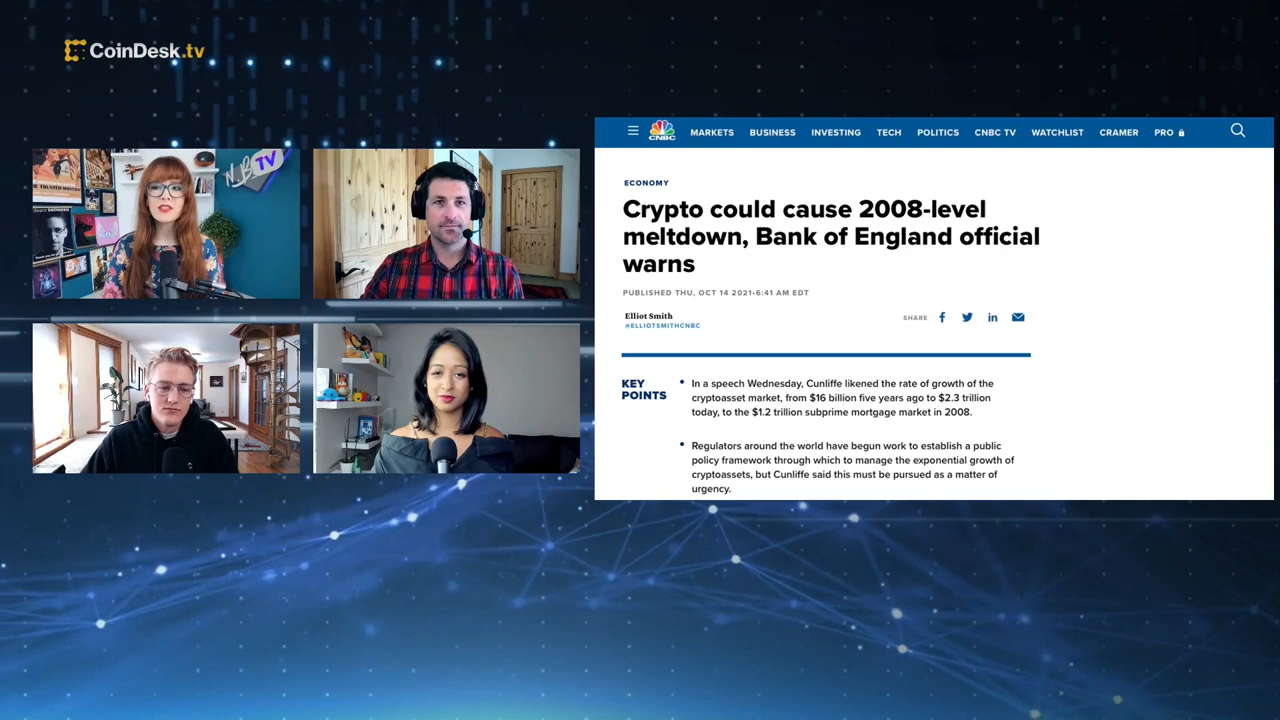 CoinDesk.tv
NBTV
CNBC
MARKETS BUSINESS INVESTING TECH POLITICS CNBC TV WATCHLIST CRAMER PRO
ECONOMY
Crypto could cause 2008-level
meltdown, Bank of England official
warns
PUBLISHED THU, OCT 14 2021•6:41 AM EDT
Elliot Smith
@ELLIOTSMITHCNBC
SHARE
KEY
POINTS
• In a speech Wednesday, Cunliffe likened the rate of growth of the
cryptoasset market, from $16 billion five years ago to $2.3 trillion
today, to the $1.2 trillion subprime mortgage market in 2008.
• Regulators around the world have begun work to establish a public
policy framework through which to manage the exponential growth of
cryptoassets, but Cunliffe said this must be pursued as a matter of
urgency.